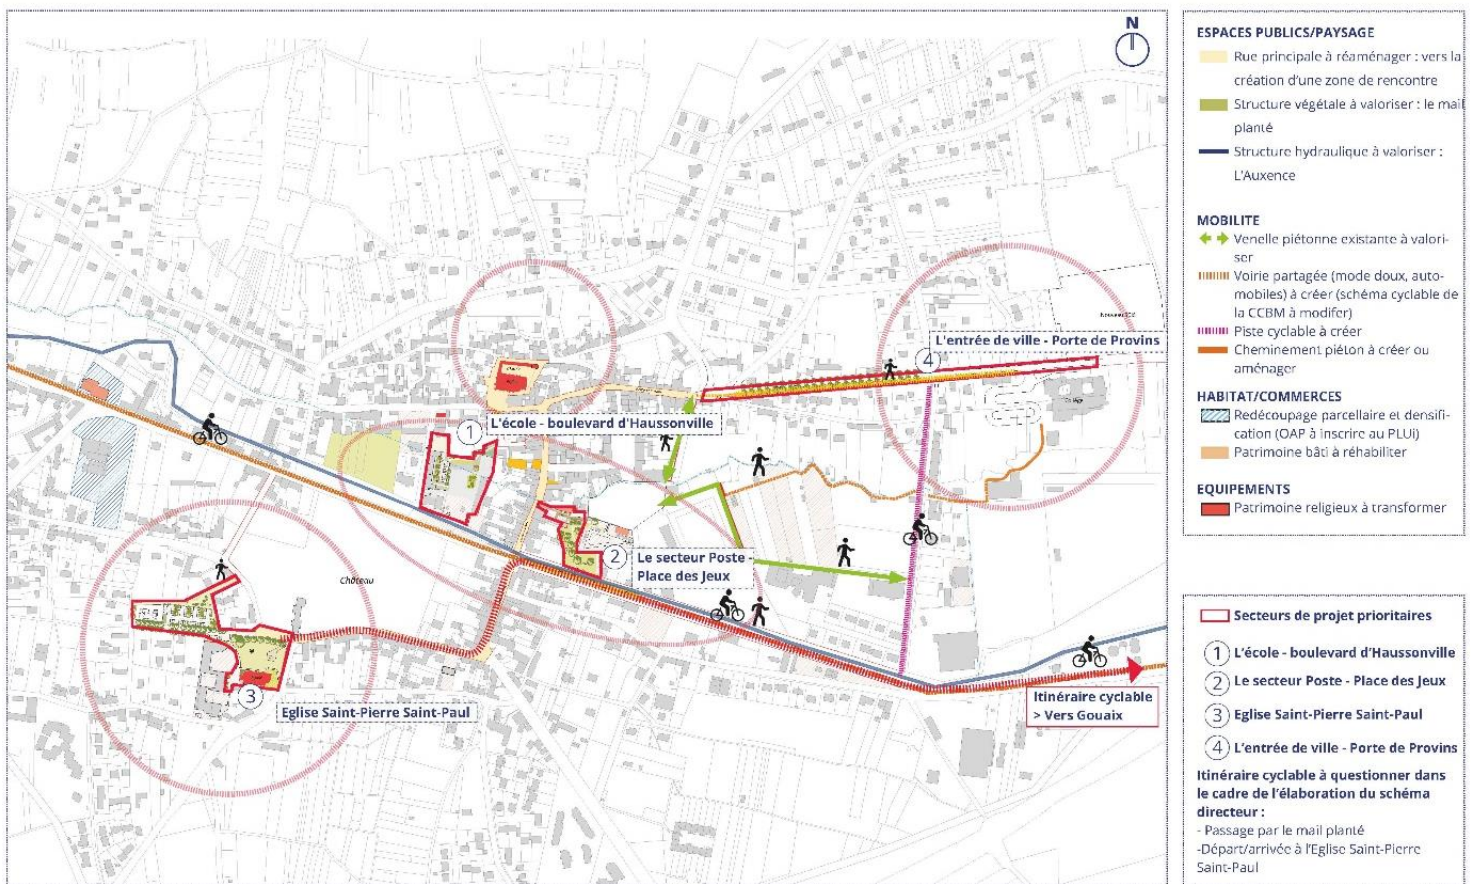 N
L'entrée de ville - Porte de Provins
4
1
L'école - boulevard d'Haussonville
2
Le secteur Poste -
Place des Jeux
Château
3
Eglise Saint-Pierre Saint-Paul
Itinéraire cyclable
> Vers Gouaix
ESPACES PUBLICS/PAYSAGE
Rue principale à réaménager : vers la
création d'une zone de rencontre
Structure végétale à valoriser : le mail
planté
Structure hydraulique à valoriser :
L'Auxence
MOBILITE
Venelle piétonne existante à valori-
ser
Voirie partagée (mode doux, auto-
mobiles) à créer (schéma cyclable de
la CCBM à modifer)
Piste cyclable à créer
Cheminement piéton à créer ou
aménager
HABITAT/COMMERCES
Redécoupage parcellaire et densifi-
cation (OAP à inscrire au PLUi)
Patrimoine bâti à réhabiliter
EQUIPEMENTS
Patrimoine religieux à transformer
Secteurs de projet prioritaires
1 L'école - boulevard d'Haussonville
2 Le secteur Poste - Place des Jeux
3 Eglise Saint-Pierre Saint-Paul
4 L'entrée de ville - Porte de Provins
Itinéraire cyclable à questionner dans
le cadre de l'élaboration du schéma
directeur :
- Passage par le mail planté
-Départ/arrivée à l'Eglise Saint-Pierre
Saint-Paul